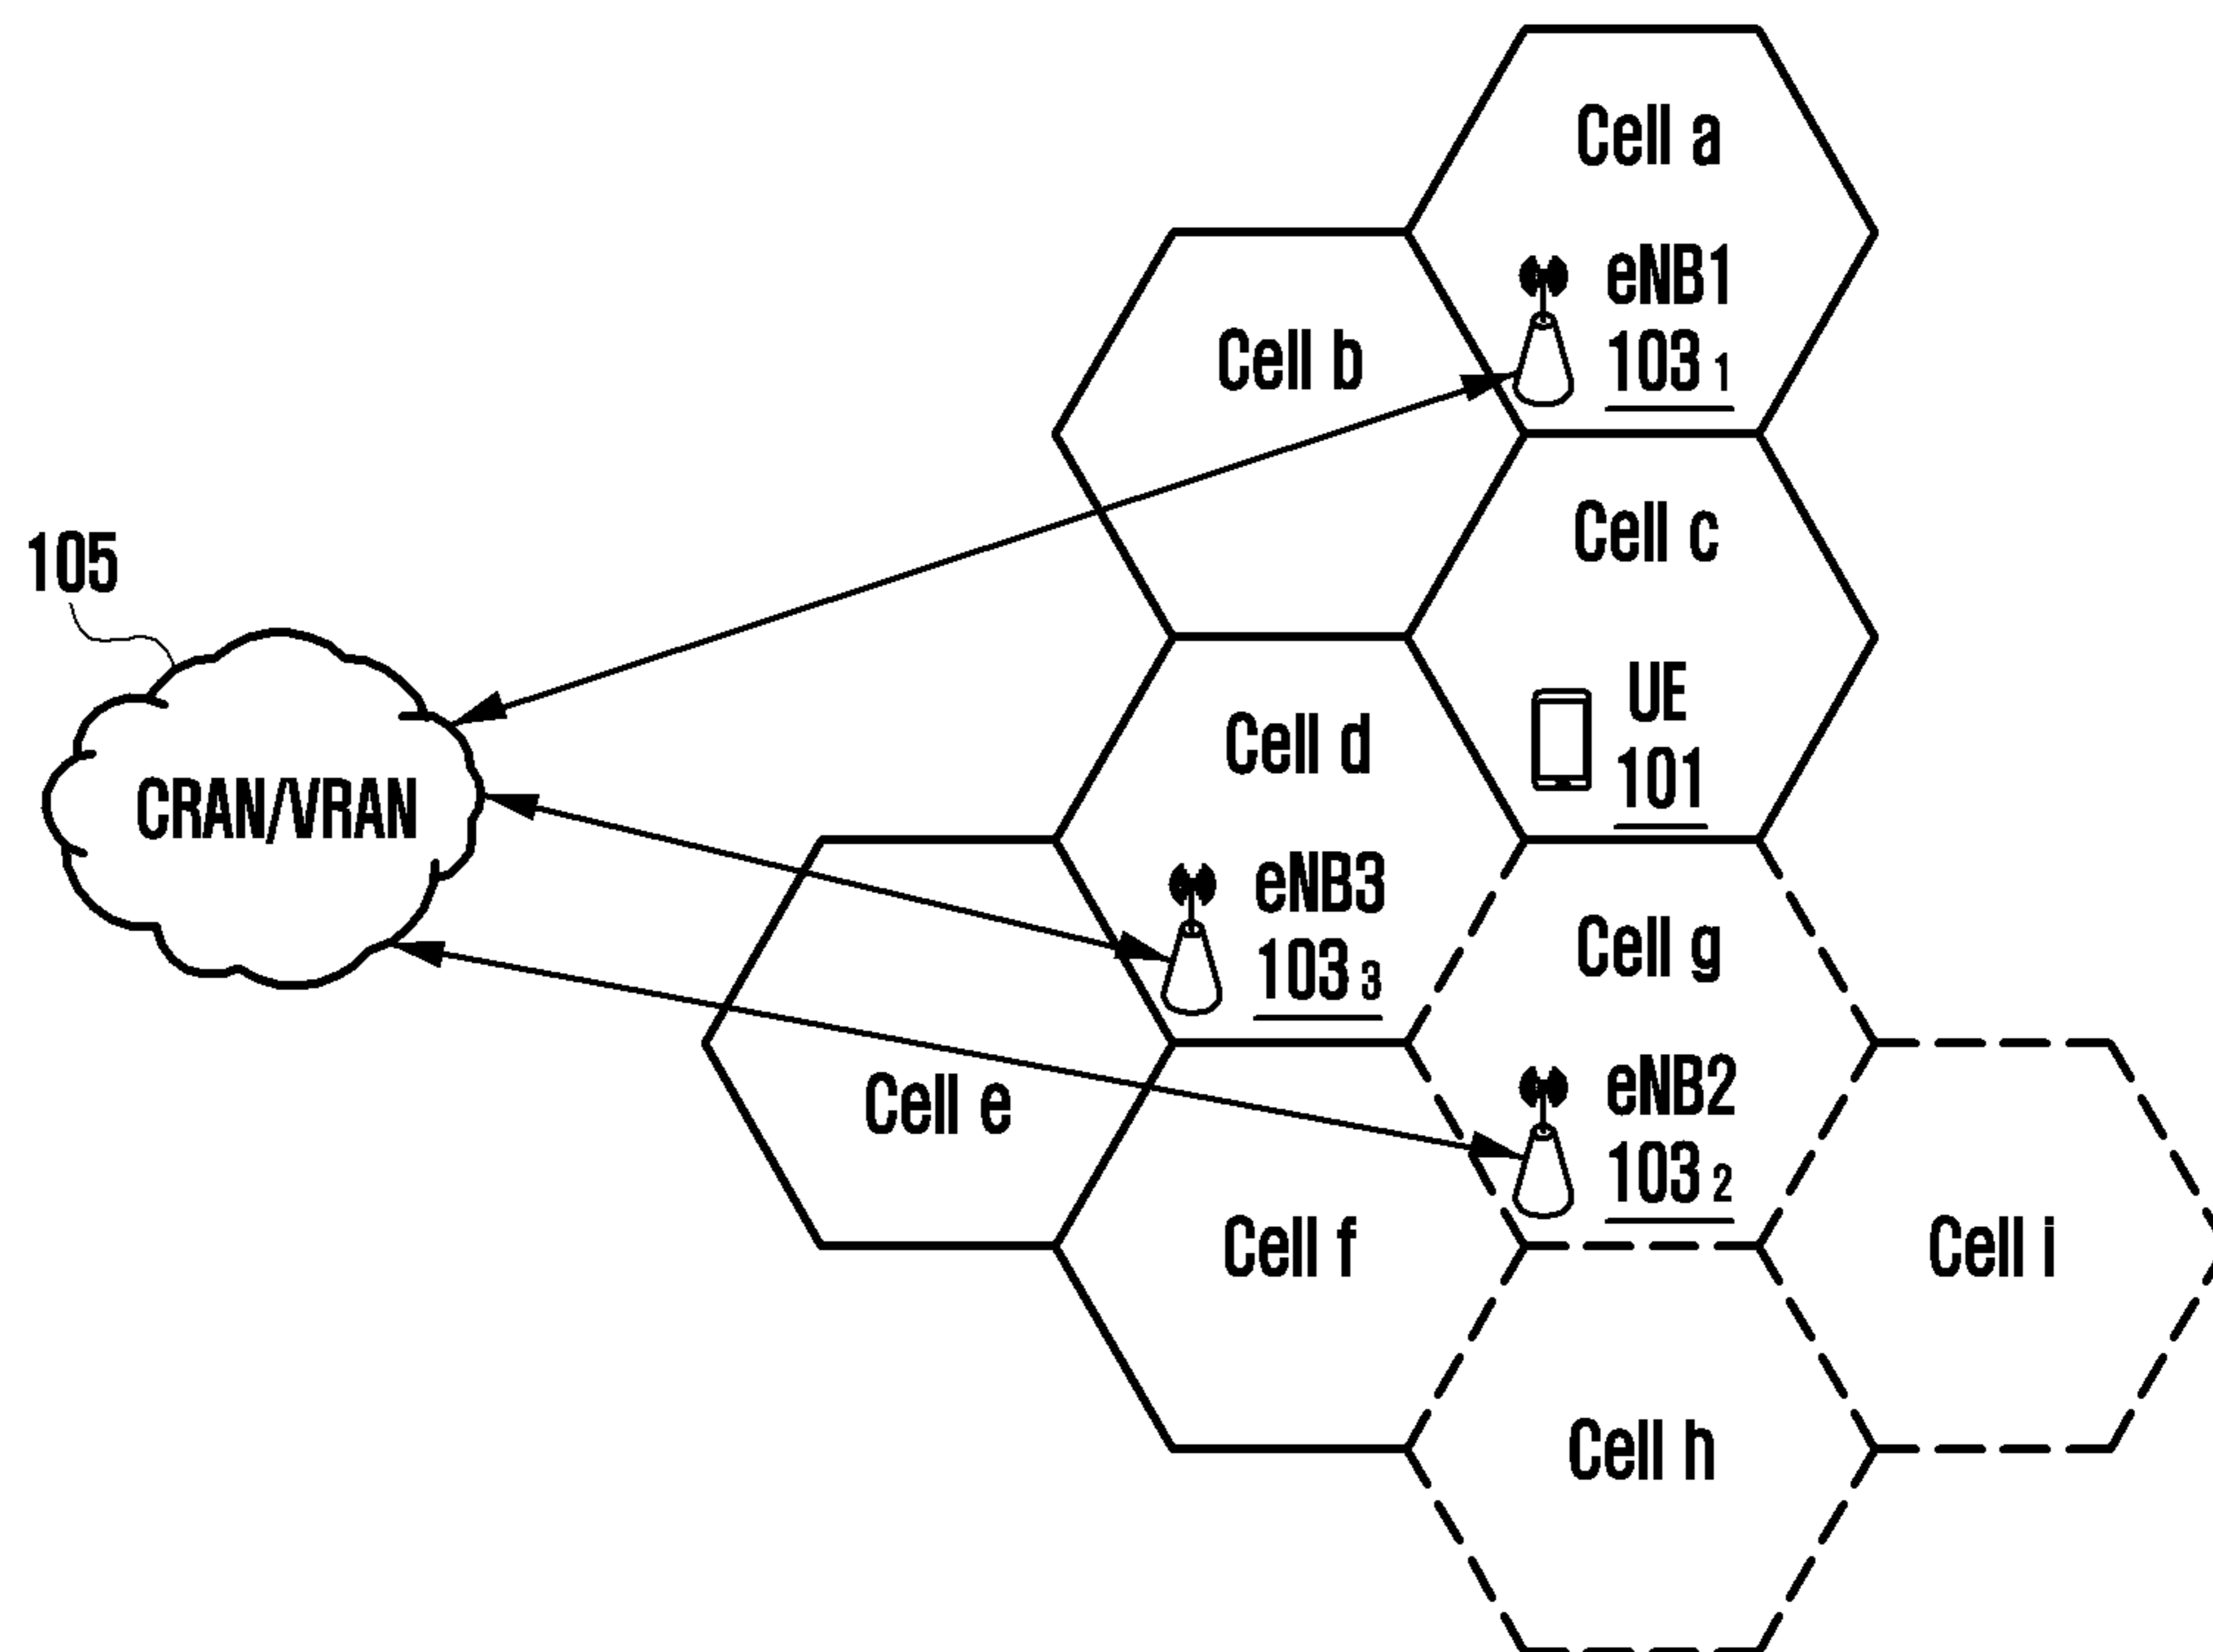 Cell a
eNB1
103 1
Cell b
Cell c
105
UE
101
Cell d
CRAN/VRAN
eNB3
103 3
Cell g
eNB2
103 2
Cell e
Cell f
Cell i
Cell h